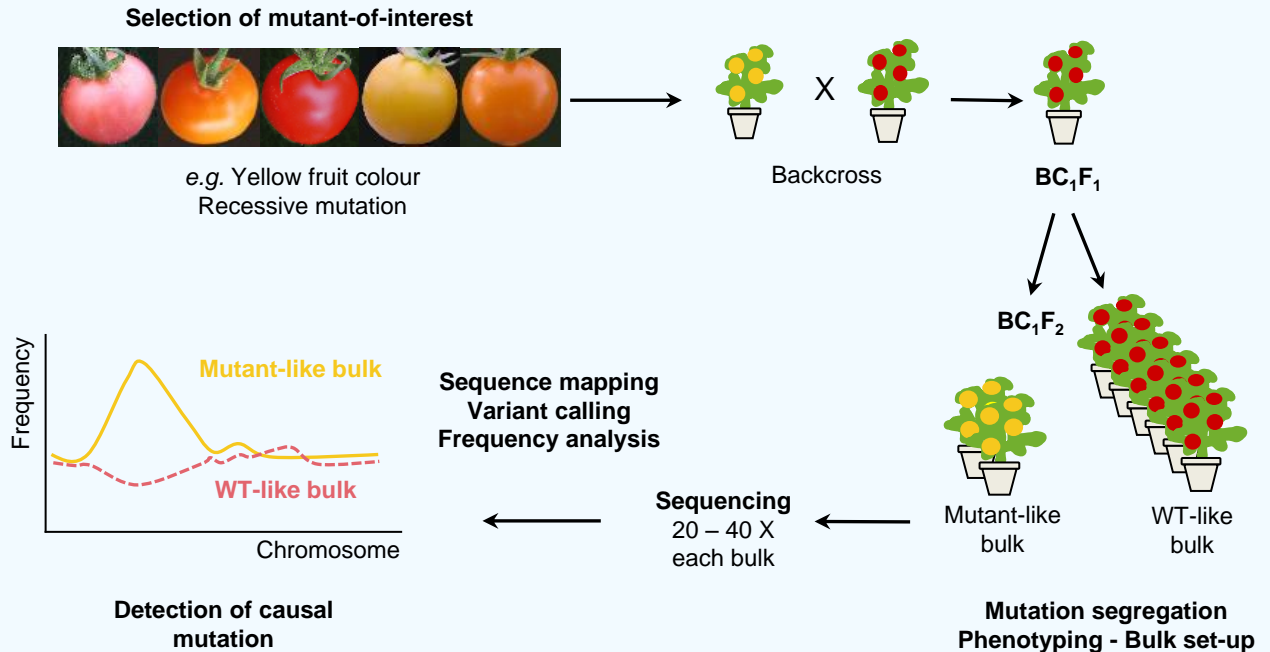 Selection of mutant-of-interest
e.g. Yellow fruit colour
Recessive mutation
X
Backcross
BC₁F₁
BC₁F₂
Mutant-like
bulk
WT-like
bulk
Mutation segregation
Phenotyping - Bulk set-up
Sequencing
20 – 40 X
each bulk
Sequence mapping
Variant calling
Frequency analysis
Frequency
Mutant-like bulk
WT-like bulk
Chromosome
Detection of causal
mutation